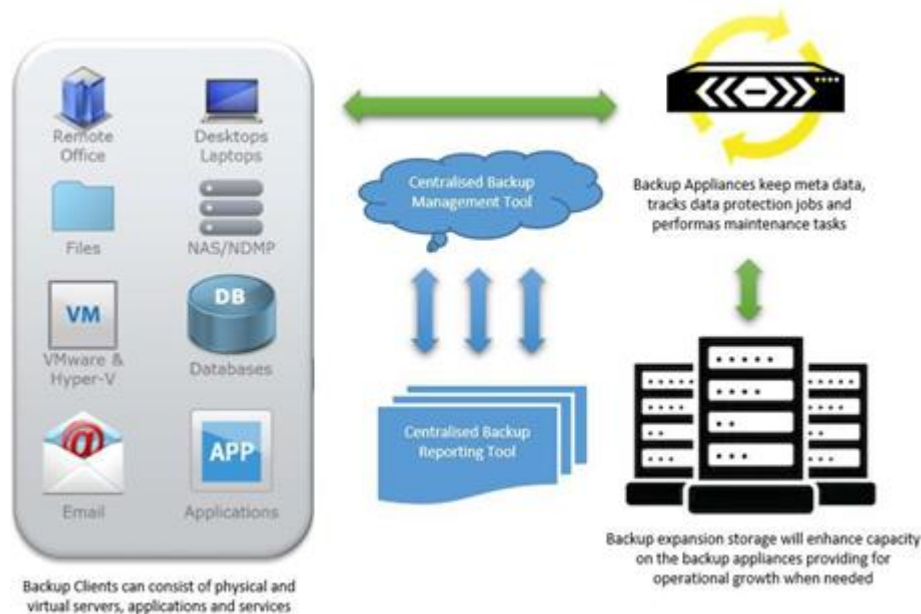 Remote
Office
Desktops
Laptops
Files
NAS/NDMP
VM
VMware &
Hyper-V
DB
Databases
@
Email
APP
Applications
Backup Clients can consist of physical and
virtual servers, applications and services
Centralised Backup
Management Tool
Centralised Backup
Reporting Tool
Backup Appliances keep meta data,
tracks data protection jobs and
performas maintenance tasks
Backup expansion storage will enhance capacity
on the backup appliances providing for
operational growth when needed